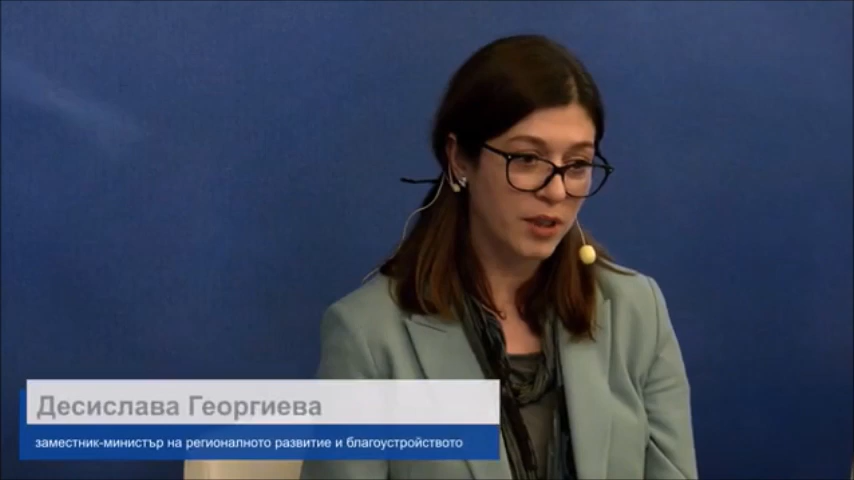 Десислава Георгиева
заместник-министър на регионалното развитие и благоустройството